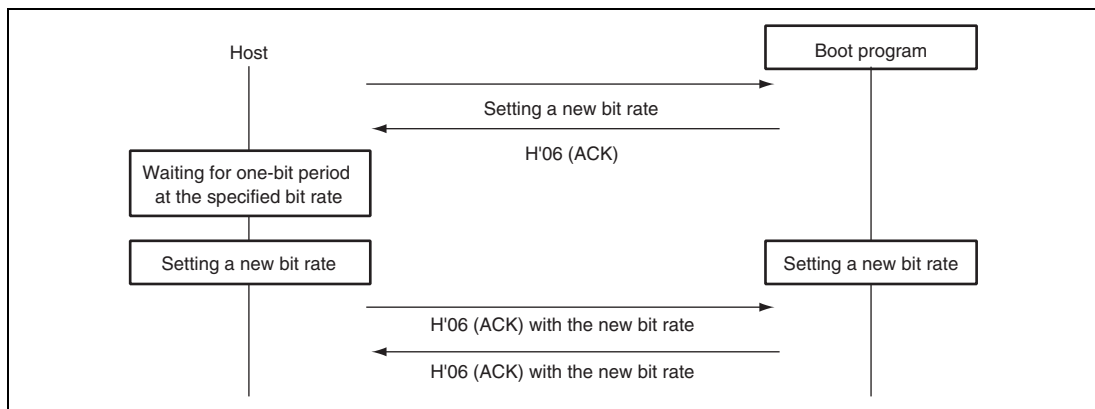 Host
Boot program
Setting a new bit rate
H'06 (ACK)
Waiting for one-bit period
at the specified bit rate
Setting a new bit rate
Setting a new bit rate
H'06 (ACK) with the new bit rate
H'06 (ACK) with the new bit rate